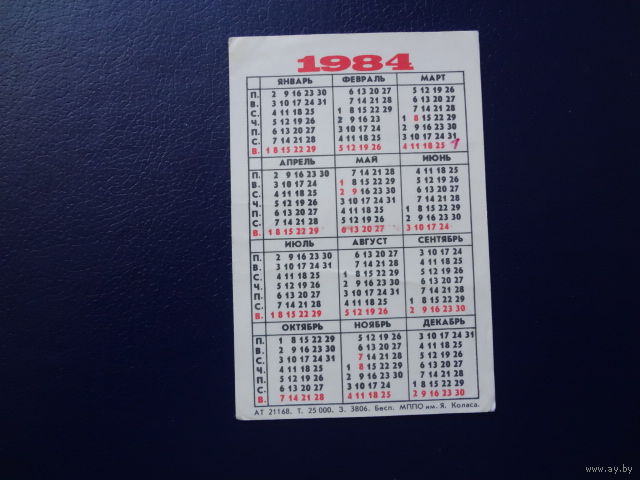 1984
ЯНВАРЬ ФЕВРАЛЬ МАРТ
П. 2 9 16 23 30 6 13 20 27 5 12 19 26
В. 3 10 17 24 31 7 14 21 28 6 13 20 27
С. 4 11 18 25 1 8 15 22 29 7 14 21 28
Ч. 5 12 19 26 2 9 16 23 1 8 15 22 29
П. 6 13 20 27 3 10 17 24 2 9 16 23 30
С. 7 14 21 28 4 11 18 25 3 10 17 24 31
В. 1 8 15 22 29 5 12 19 26 4 11 18 25
АПРЕЛЬ МАЙ ИЮНЬ
П. 2 9 16 23 30 7 14 21 28 4 11 18 25
В. 3 10 17 24 1 8 15 22 29 5 12 19 26
С. 4 11 18 25 2 9 16 23 30 6 13 20 27
Ч. 5 12 19 26 3 10 17 24 31 7 14 21 28
П. 6 13 20 27 4 11 18 25 1 8 15 22 29
С. 7 14 21 28 5 12 19 26 2 9 16 23 30
В. 1 8 15 22 29 6 13 20 27 3 10 17 24
ИЮЛЬ АВГУСТ СЕНТЯБРЬ
П. 2 9 16 23 30 6 13 20 27 3 10 17 24
В. 3 10 17 24 31 7 14 21 28 4 11 18 25
С. 4 11 18 25 1 8 15 22 29 5 12 19 26
Ч. 5 12 19 26 2 9 16 23 30 6 13 20 27
П. 6 13 20 27 3 10 17 24 31 7 14 21 28
С. 7 14 21 28 4 11 18 25 1 8 15 22 29
В. 1 8 15 22 29 5 12 19 26 2 9 16 23 30
ОКТЯБРЬ НОЯБРЬ ДЕКАБРЬ
П. 1 8 15 22 29 5 12 19 26 3 10 17 24 31
В. 2 9 16 23 30 6 13 20 27 4 11 18 25
С. 3 10 17 24 31 7 14 21 28 5 12 19 26
Ч. 4 11 18 25 1 8 15 22 29 6 13 20 27
П. 5 12 19 26 2 9 16 23 30 7 14 21 28
С. 6 13 20 27 3 10 17 24 1 8 15 22 29
В. 7 14 21 28 4 11 18 25 2 9 16 23 30
АТ 21168. Т. 25 000. З. 3806. Бесп. МППО им. Я. Коласа.
www.ay.by